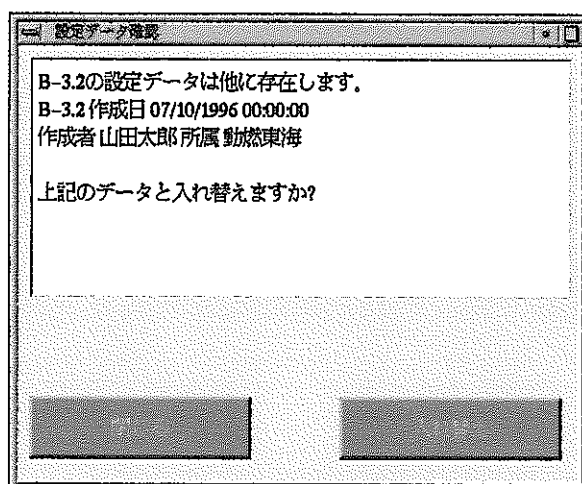 設定データ確認
B-3.2の設定データは他に存在します。
B-3.2 作成日 07/10/1996 00:00:00
作成者 山田太郎 所属 動燃東海
上記のデータと入れ替えますか?